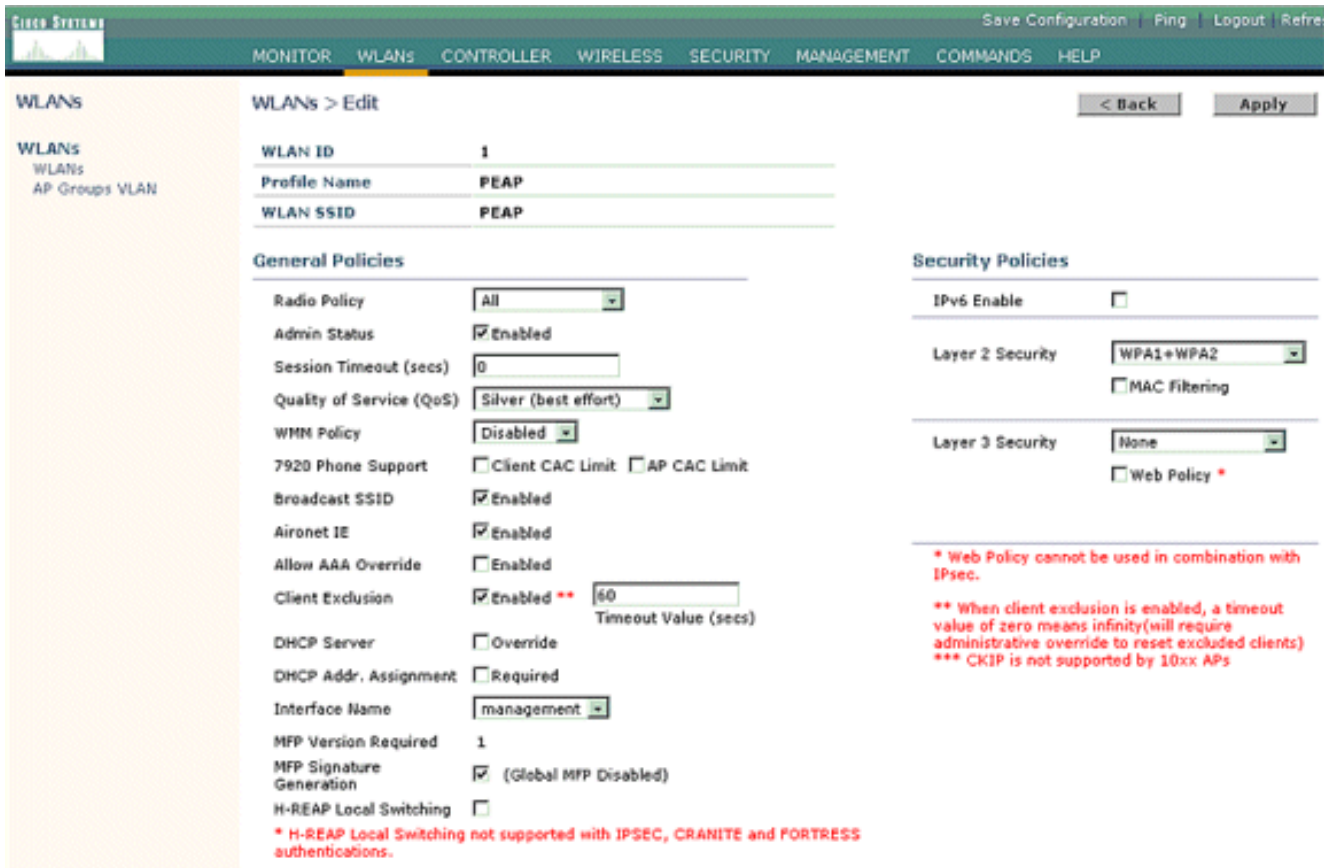 CISCO SYSTEMS
Save Configuration | Ping | Logout | Refre
MONITOR WLANs CONTROLLER WIRELESS SECURITY MANAGEMENT COMMANDS HELP
WLANs
WLANs > Edit
< Back
Apply
WLANs
WLANs
AP Groups VLAN
WLAN ID 1
Profile Name PEAP
WLAN SSID PEAP
General Policies
Radio Policy All
Admin Status Enabled
Session Timeout (secs) 0
Quality of Service (QoS) Silver (best effort)
WMM Policy Disabled
7920 Phone Support Client CAC Limit AP CAC Limit
Broadcast SSID Enabled
Aironet IE Enabled
Allow AAA Override Enabled
Client Exclusion Enabled ** 60
Timeout Value (secs)
DHCP Server Override
DHCP Addr. Assignment Required
Interface Name management
MFP Version Required 1
MFP Signature
Generation (Global MFP Disabled)
H-REAP Local Switching
* H-REAP Local Switching not supported with IPSEC, CRANITE and FORTRESS
authentications.
Security Policies
IPv6 Enable
Layer 2 Security WPA1+WPA2
MAC Filtering
Layer 3 Security None
Web Policy *
* Web Policy cannot be used in combination with
IPsec.
** When client exclusion is enabled, a timeout
value of zero means infinity(will require
administrative override to reset excluded clients)
*** CKIP is not supported by 10xx APs